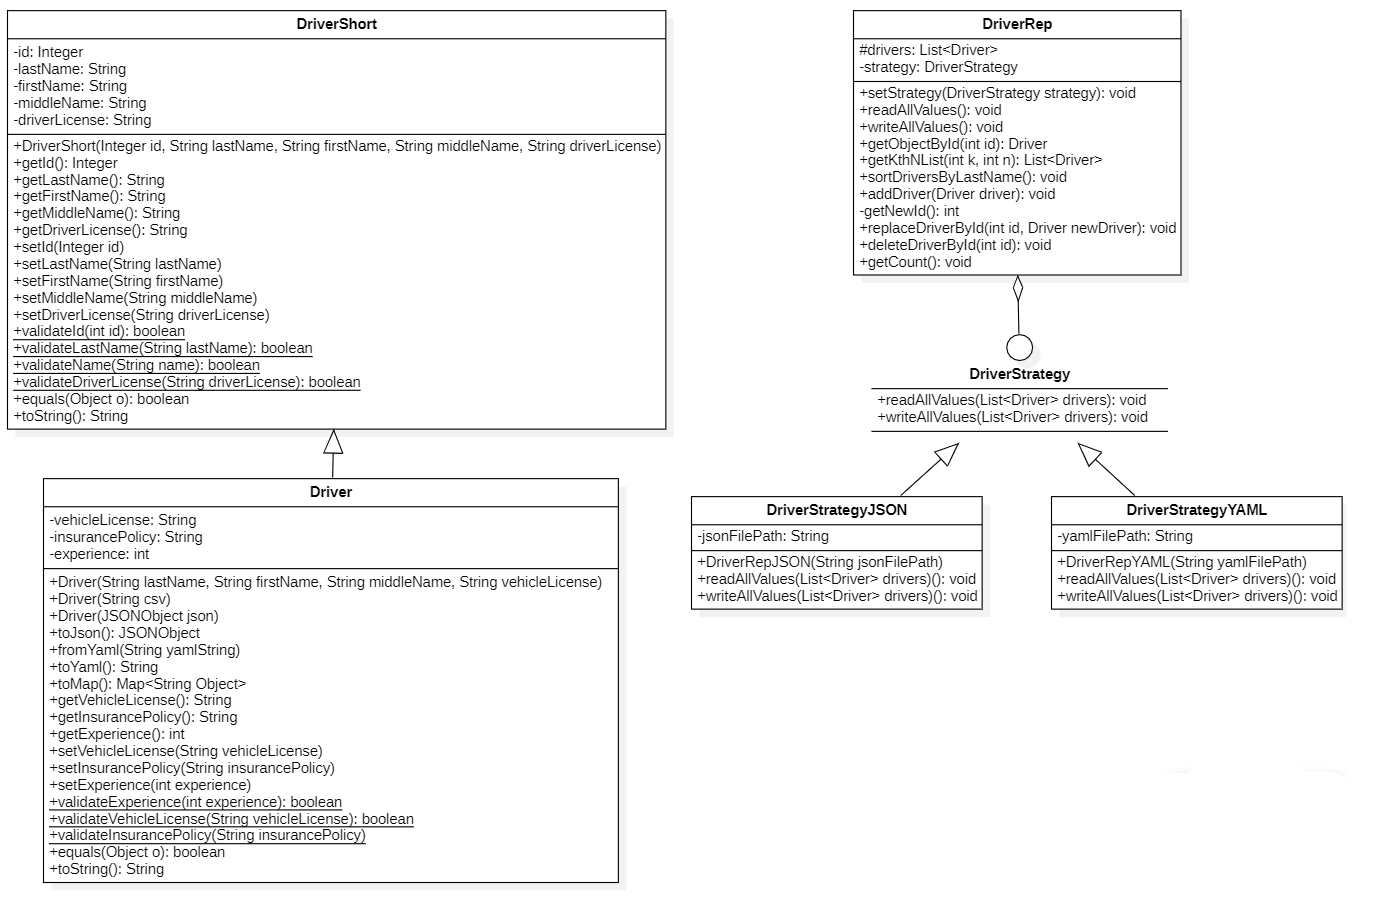 DriverShort
-id: Integer
-lastName: String
-firstName: String
-middleName: String
-driverLicense: String
+DriverShort(Integer id, String lastName, String firstName, String middleName, String driverLicense)
+getId(): Integer
+getLastName(): String
+getFirstName(): String
+getMiddleName(): String
+getDriverLicense(): String
+setId(Integer id)
+setLastName(String lastName)
+setFirstName(String firstName)
+setMiddleName(String middleName)
+setDriverLicense(String driverLicense)
+validateId(int id): boolean
+validateLastName(String lastName): boolean
+validateName(String name): boolean
+validateDriverLicense(String driverLicense): boolean
+equals(Object o): boolean
+toString(): String
Driver
-vehicleLicense: String
-insurancePolicy: String
-experience: int
+Driver(String lastName, String firstName, String middleName, String vehicleLicense)
+Driver(String csv)
+Driver(JSONObject json)
+toJson(): JSONObject
+fromYaml(String yamlString)
+toYaml(): String
+toMap(): Map<String Object>
+getVehicleLicense(): String
+getInsurancePolicy(): String
+getExperience(): int
+setVehicleLicense(String vehicleLicense)
+setInsurancePolicy(String insurancePolicy)
+setExperience(int experience)
+validateExperience(int experience): boolean
+validateVehicleLicense(String vehicleLicense): boolean
+validateInsurancePolicy(String insurancePolicy)
+equals(Object o): boolean
+toString(): String
DriverRep
#drivers: List<Driver>
-strategy: DriverStrategy
+setStrategy(DriverStrategy strategy): void
+readAllValues(): void
+writeAllValues(): void
+getObjectById(int id): Driver
+getKthNList(int k, int n): List<Driver>
+sortDriversByLastName(): void
+addDriver(Driver driver): void
-getNewId(): int
+replaceDriverById(int id, Driver newDriver): void
+deleteDriverById(int id): void
+getCount(): void
DriverStrategy
+readAllValues(List<Driver> drivers): void
+writeAllValues(List<Driver> drivers): void
DriverStrategyJSON
-jsonFilePath: String
+DriverRepJSON(String jsonFilePath)
+readAllValues(List<Driver> drivers)(): void
+writeAllValues(List<Driver> drivers)(): void
DriverStrategyYAML
-yamlFilePath: String
+DriverRepYAML(String yamlFilePath)
+readAllValues(List<Driver> drivers)(): void
+writeAllValues(List<Driver> drivers)(): void